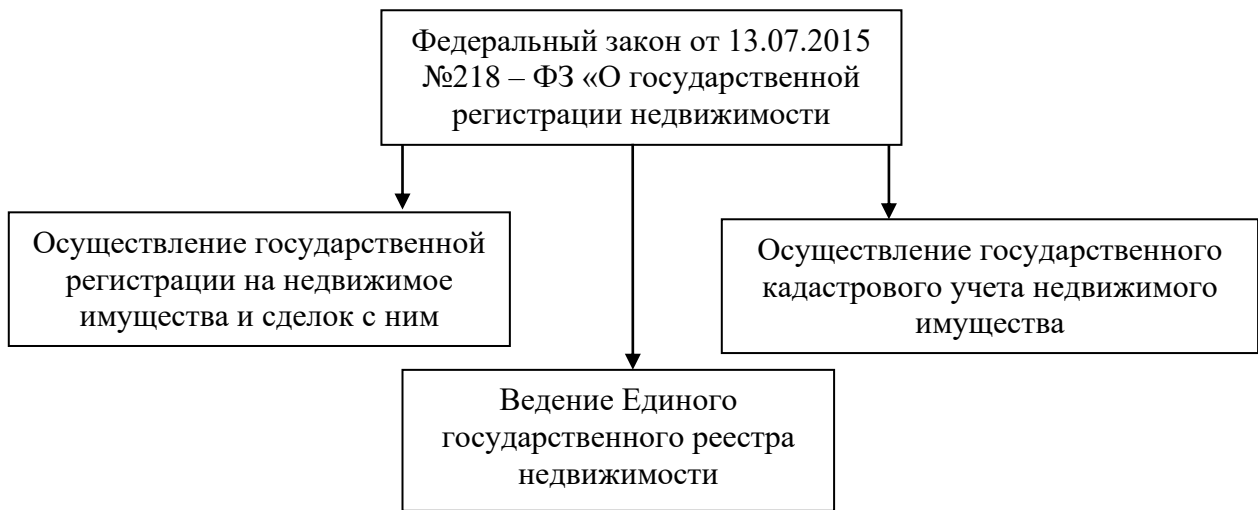 Федеральный закон от 13.07.2015
№218 – ФЗ «О государственной
регистрации недвижимости
Осуществление государственной
регистрации на недвижимое
имущества и сделок с ним
Осуществление государственного
кадастрового учета недвижимого
имущества
Ведение Единого
государственного реестра
недвижимости